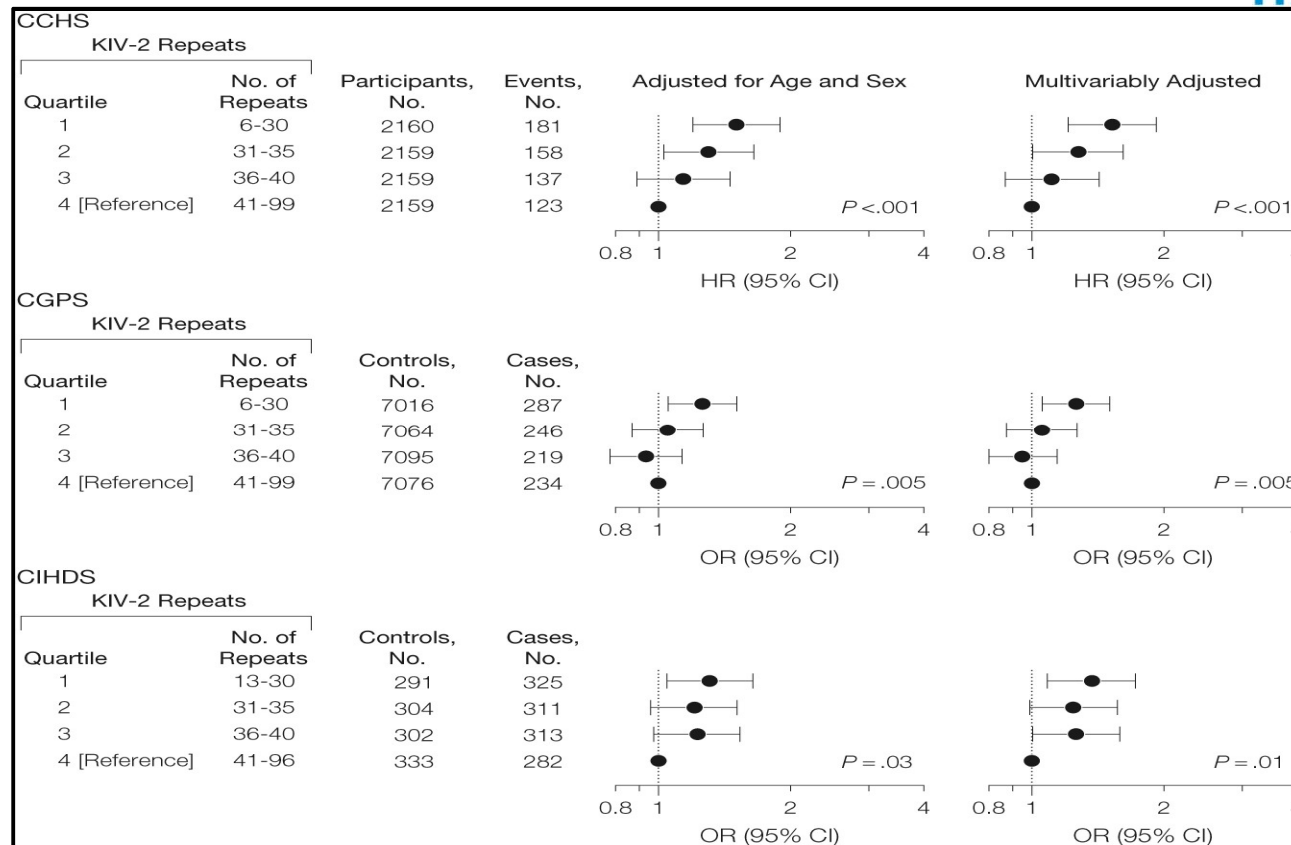 CCHS
KIV-2 Repeats
Quartile No. of Repeats Participants, No. Events, No. Adjusted for Age and Sex Multivariably Adjusted
1 6-30 2160 181
2 31-35 2159 158
3 36-40 2159 137
4 [Reference] 41-99 2159 123 P <.001 P <.001
0.8 1 2 4 0.8 1 2
HR (95% CI) HR (95% CI)
CGPS
KIV-2 Repeats
Quartile No. of Repeats Controls, No. Cases, No.
1 6-30 7016 287
2 31-35 7064 246
3 36-40 7095 219
4 [Reference] 41-99 7076 234 P = .005 P = .005
0.8 1 2 4 0.8 1 2
OR (95% CI) OR (95% CI)
CIHDS
KIV-2 Repeats
Quartile No. of Repeats Controls, No. Cases, No.
1 13-30 291 325
2 31-35 304 311
3 36-40 302 313
4 [Reference] 41-96 333 282 P = .03 P = .01
0.8 1 2 4 0.8 1 2
OR (95% CI) OR (95% CI)